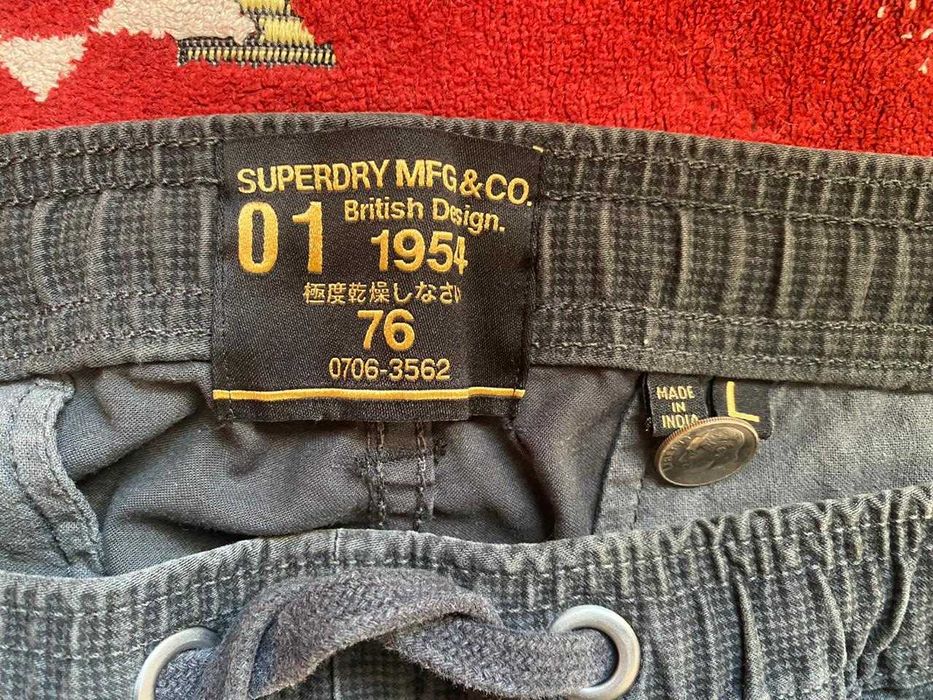 SUPERDRY MFG & CO.
01 British Design.
1954
極度乾燥しなさい
76
0706-3562
MADE
IN
INDIA
L